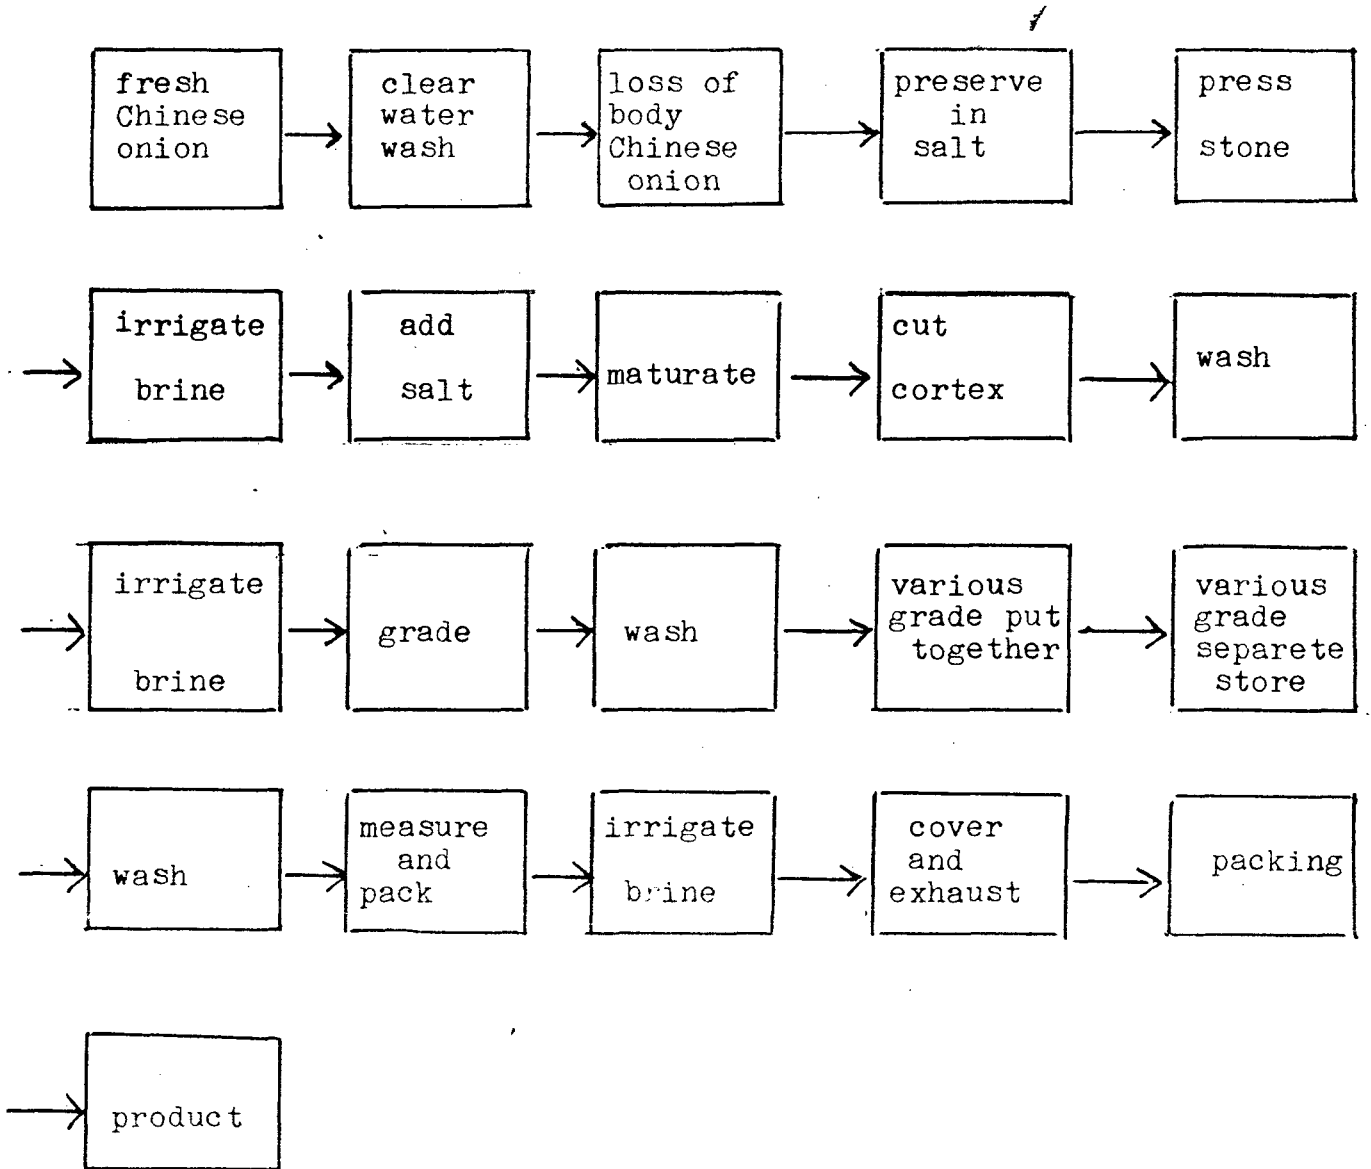 fresh
Chinese
onion
clear
water
wash
loss of
body
Chinese
onion
preserve
in
salt
press
stone
irrigate
brine
add
salt
maturate
cut
cortex
wash
irrigate
brine
grade
wash
various
grade put
together
various
grade
separete
store
wash
measure
and
pack
irrigate
brine
cover
and
exhaust
packing
product